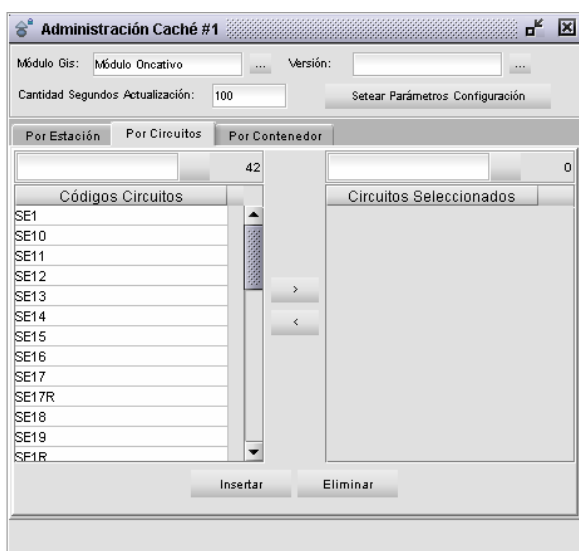 Administración Caché #1
Módulo Gis: Módulo Oncativo ... Versión: ...
Cantidad Segundos Actualización: 100 Setear Parámetros Configuración
Por Estación Por Circuitos Por Contenedor
42 0
Códigos Circuitos Circuitos Seleccionados
SE1
SE10
SE11
SE12
SE13
>
SE14
<
SE15
SE16
SE17
SE17R
SE18
SE19
SE1R
Insertar Eliminar